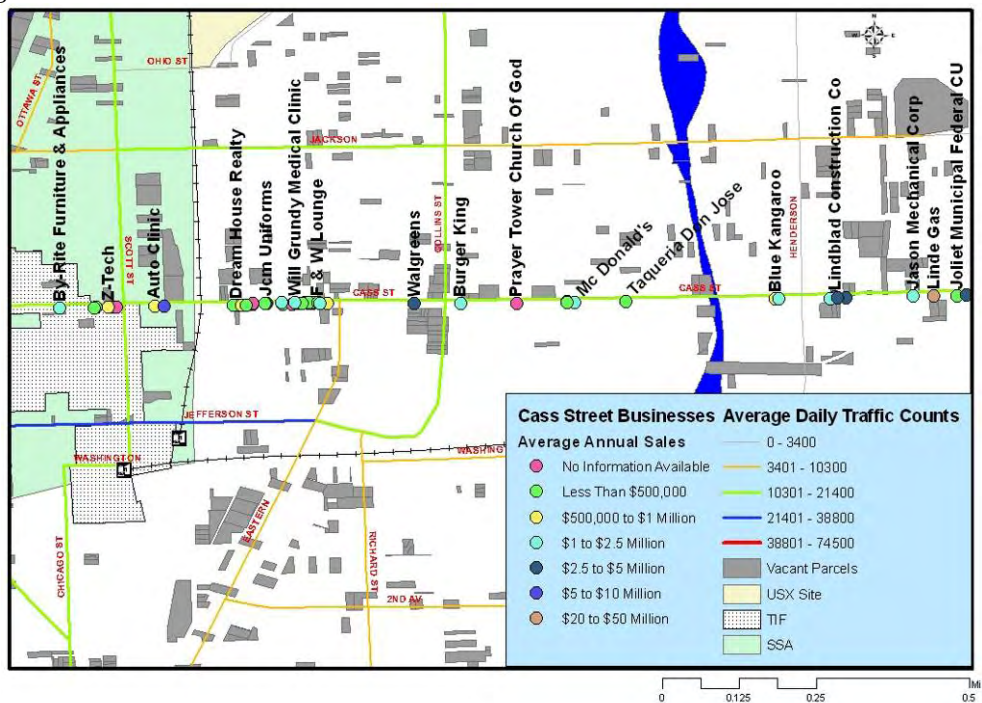 OHIO ST
OTTAWA ST
JACKSON
SCOTT ST
COLLINS ST
HENDERSON
By-Rite Furniture & Appliances
Z-Tech
Auto Clinic
Dream House Realty
Jcm Uniforms
Will Grundy Medical Clinic
F & W Lounge
Walgreens
Burger King
Prayer Tower Church Of God
Mc Donald's
Taqueria Don Jose
Blue Kangaroo
Lindblad Construction Co
Jason Mechanical Corp
Linde Gas
Joliet Municipal Federal CU
CASS ST
CASS ST
JEFFERSON ST
WASHINGTON
WASHING
CHICAGO ST
EASTERN
RICHARD ST
2ND AV
Cass Street Businesses
Average Annual Sales
No Information Available
Less Than $500,000
$500,000 to $1 Million
$1 to $2.5 Million
$2.5 to $5 Million
$5 to $10 Million
$20 to $50 Million
Average Daily Traffic Counts
0 - 3400
3401 - 10300
10301 - 21400
21401 - 38800
38801 - 74500
Vacant Parcels
USX Site
TIF
SSA
Mi
0 0.125 0.25 0.5